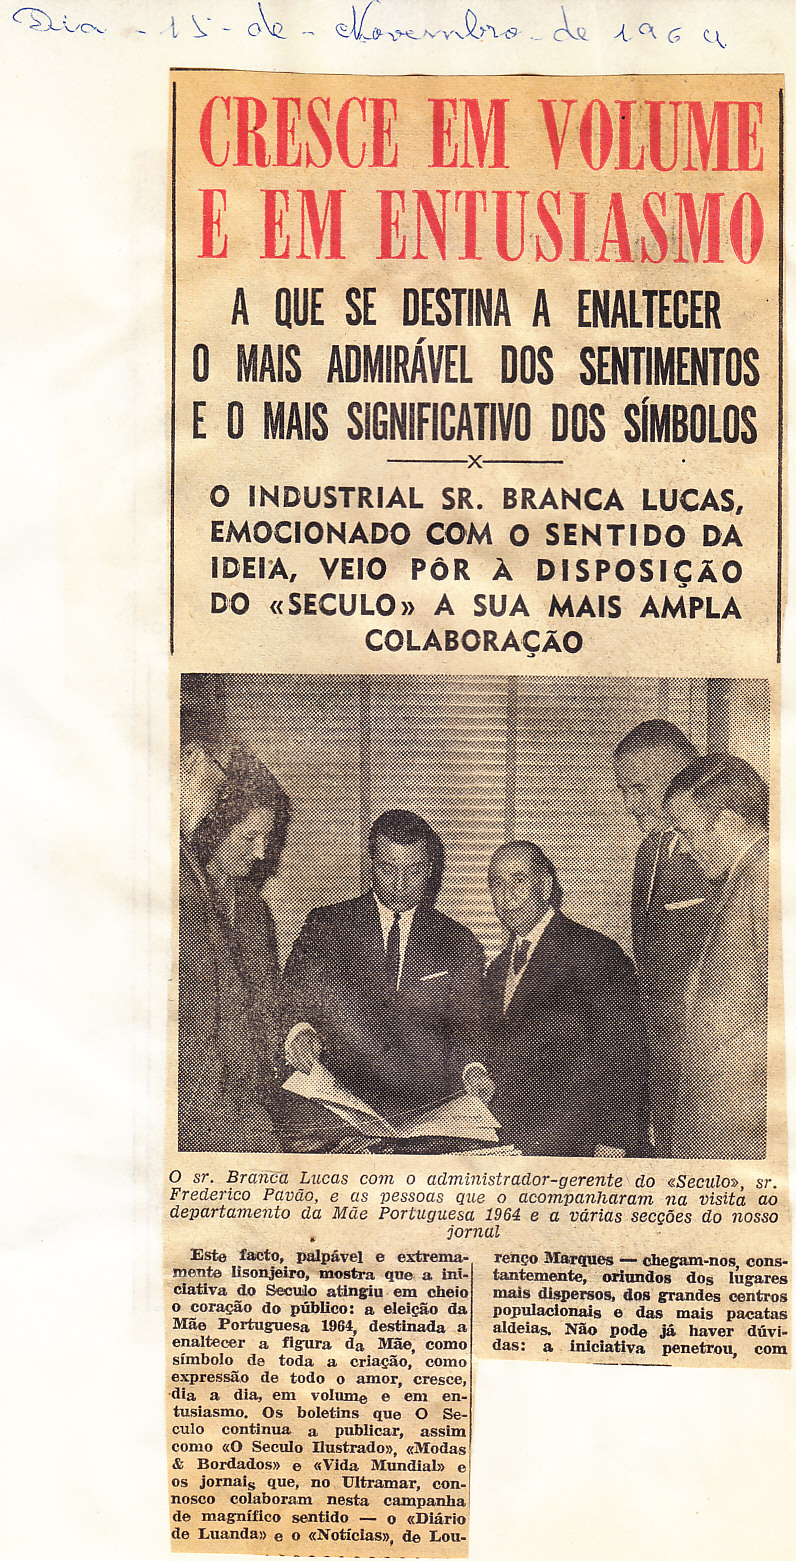 Dia - 15 - de - Novembro - de 1964
CRESCE EM VOLUME
E EM ENTUSIASMO
A QUE SE DESTINA A ENALTECER
O MAIS ADMIRÁVEL DOS SENTIMENTOS
E O MAIS SIGNIFICATIVO DOS SÍMBOLOS
X
O INDUSTRIAL SR. BRANCA LUCAS,
EMOCIONADO COM O SENTIDO DA
IDEIA, VEIO PÔR À DISPOSIÇÃO
DO «SECULO» A SUA MAIS AMPLA
COLABORAÇÃO
O sr. Branca Lucas com o administrador-gerente do «Seculo», sr.
Frederico Pavão, e as pessoas que o acompanharam na visita ao
departamento da Mãe Portuguesa 1964 e a várias secções do nosso
jornal
Este facto, palpável e extrema-
mente lisonjeiro, mostra que a ini-
ciativa do Seculo atingiu em cheio
o coração do público: a eleição da
Mãe Portuguesa 1964, destinada a
enaltecer a figura da Mãe, como
símbolo de toda a criação, como
expressão de todo o amor, cresce,
dia a dia, em volume e em en-
tusiasmo. Os boletins que O Se-
culo continua a publicar, assim
como «O Seculo Ilustrado», «Modas
& Bordados» e «Vida Mundial» e
os jornais que, no Ultramar, con-
nosco colaboram nesta campanha
de magnífico sentido — o «Diário
de Luanda» e o «Notícias», de Lou-
renço Marques — chegam-nos, cons-
tantemente, oriundos dos lugares
mais dispersos, dos grandes centros
populacionais e das mais pacatas
aldeias. Não pode já haver dúvi-
das: a iniciativa penetrou, com